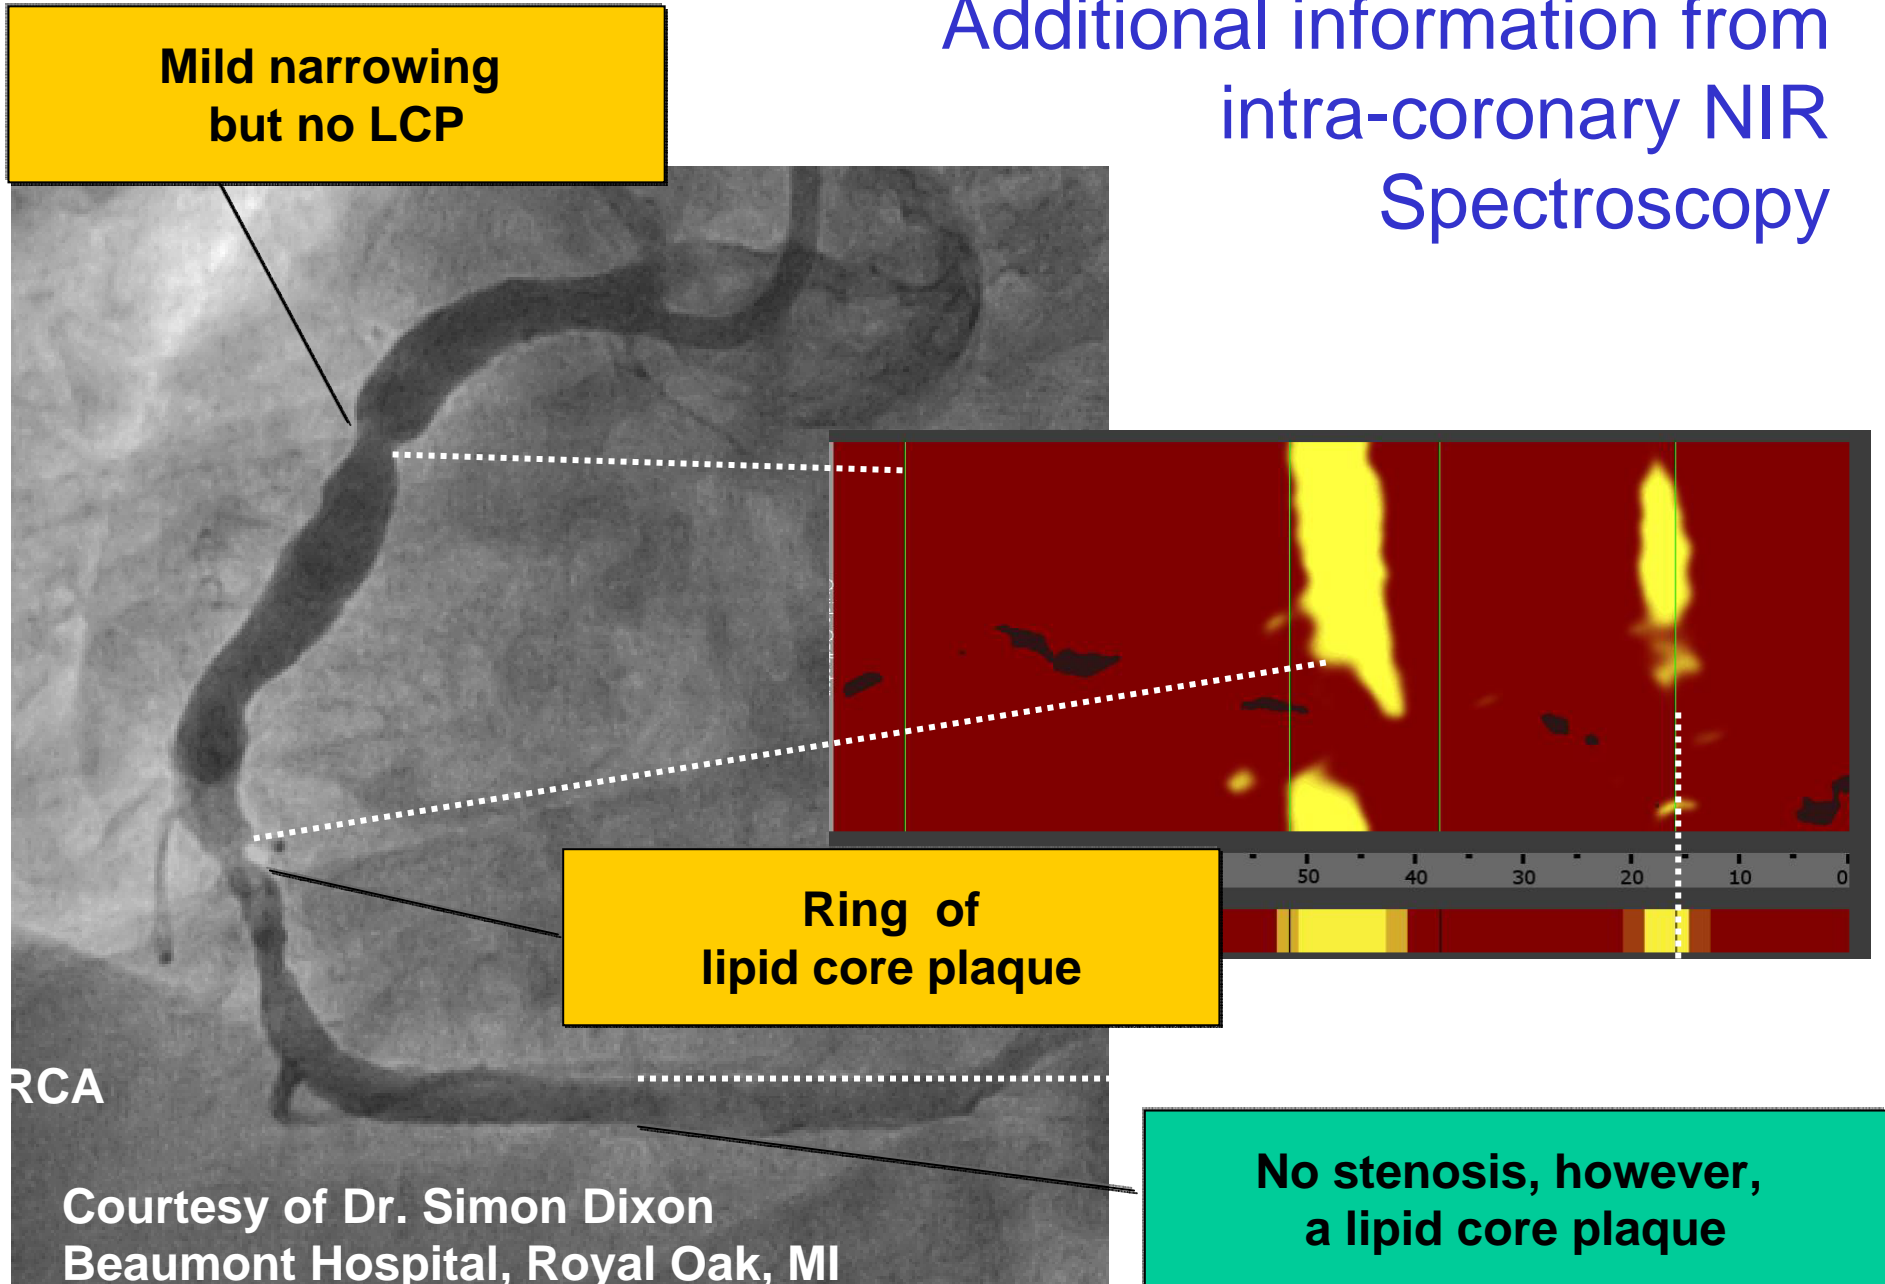 Additional information from
intra-coronary NIR
Spectroscopy
Mild narrowing
but no LCP
50 40 30 20 10 0
Ring of
lipid core plaque
RCA
No stenosis, however,
a lipid core plaque
Courtesy of Dr. Simon Dixon
Beaumont Hospital, Royal Oak, MI